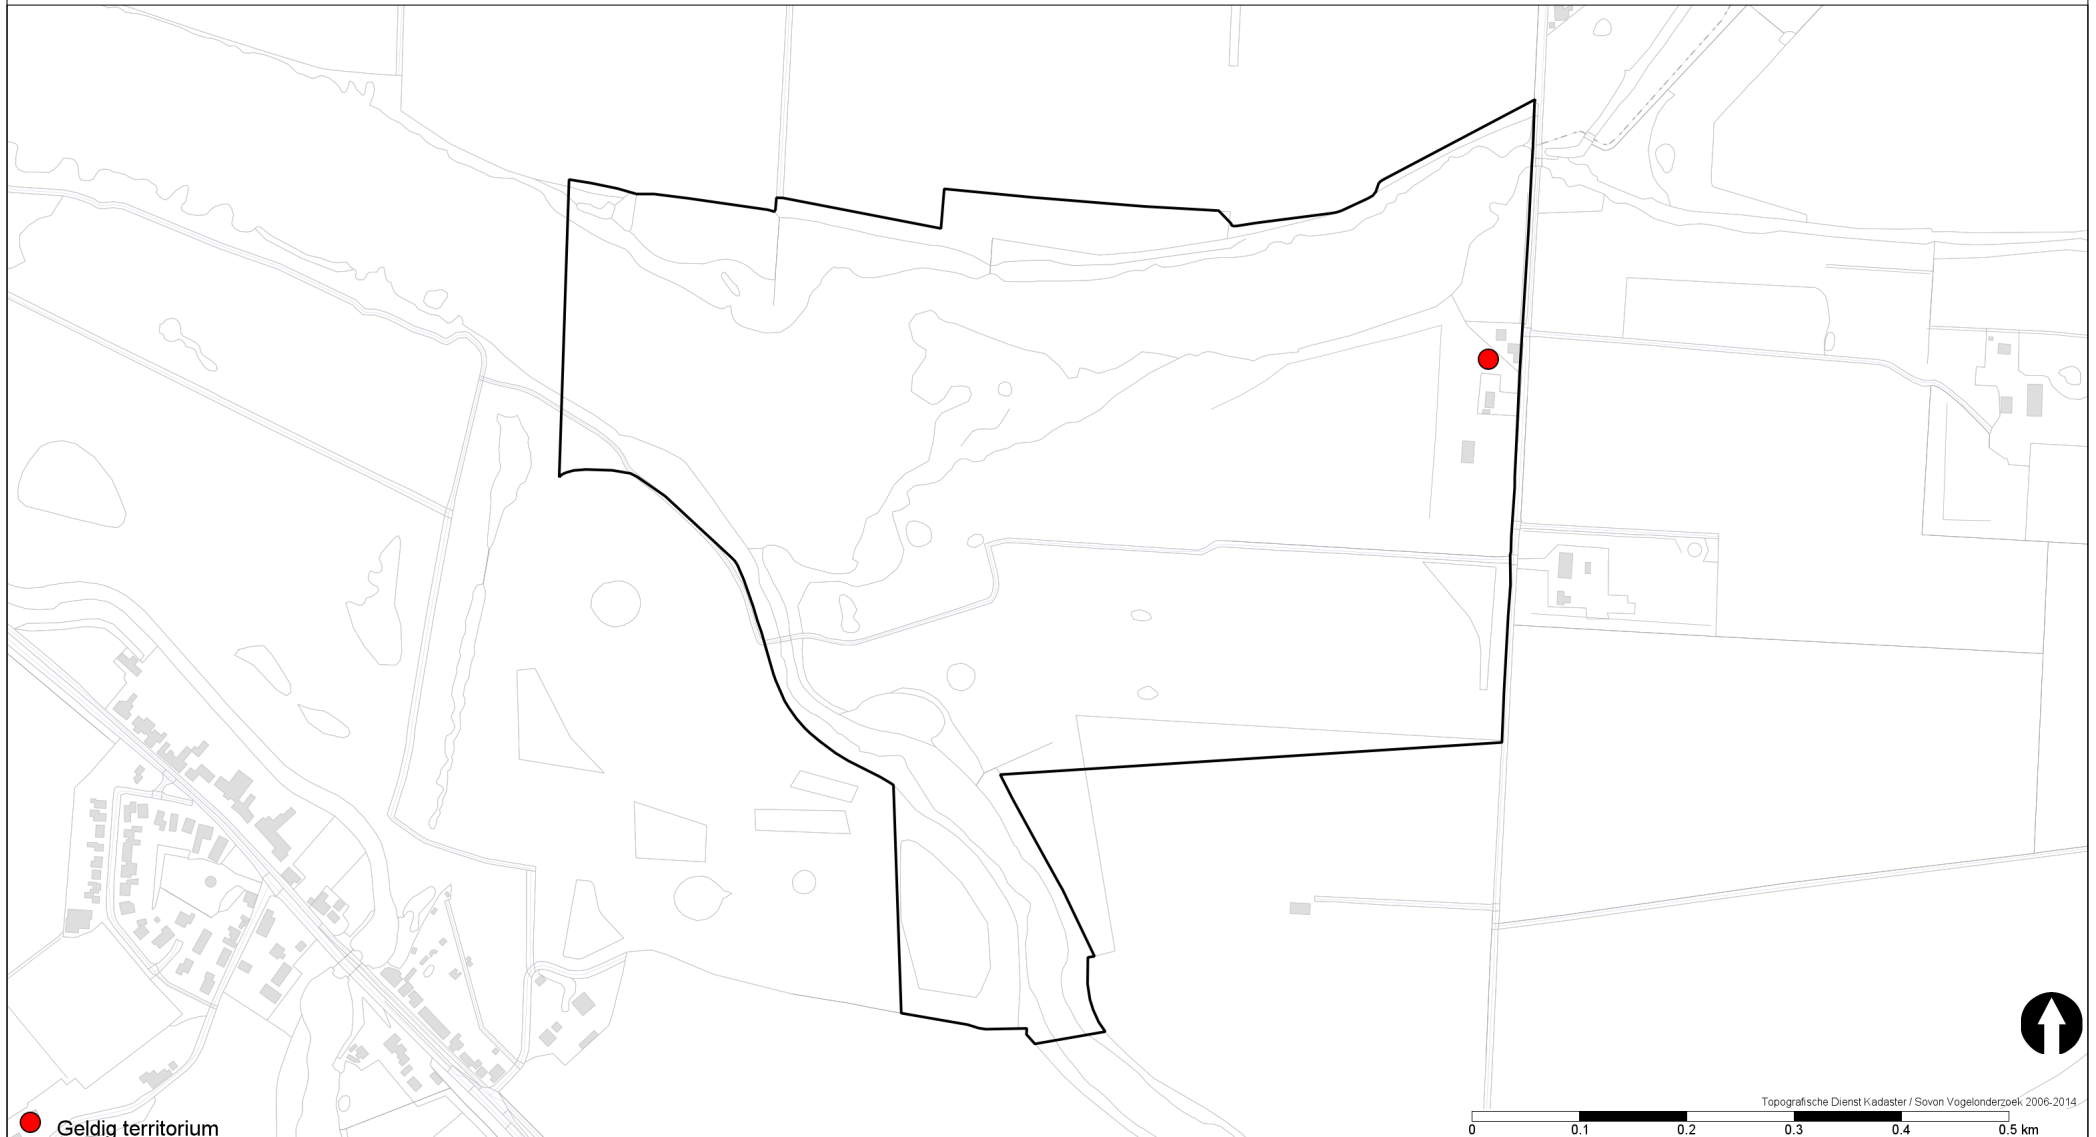 Topografische Dienst Kadaster / Sovon Vogelonderzoek 2006-2014
0 0.1 0.2 0.3 0.4 0.5 km
Geldig territorium